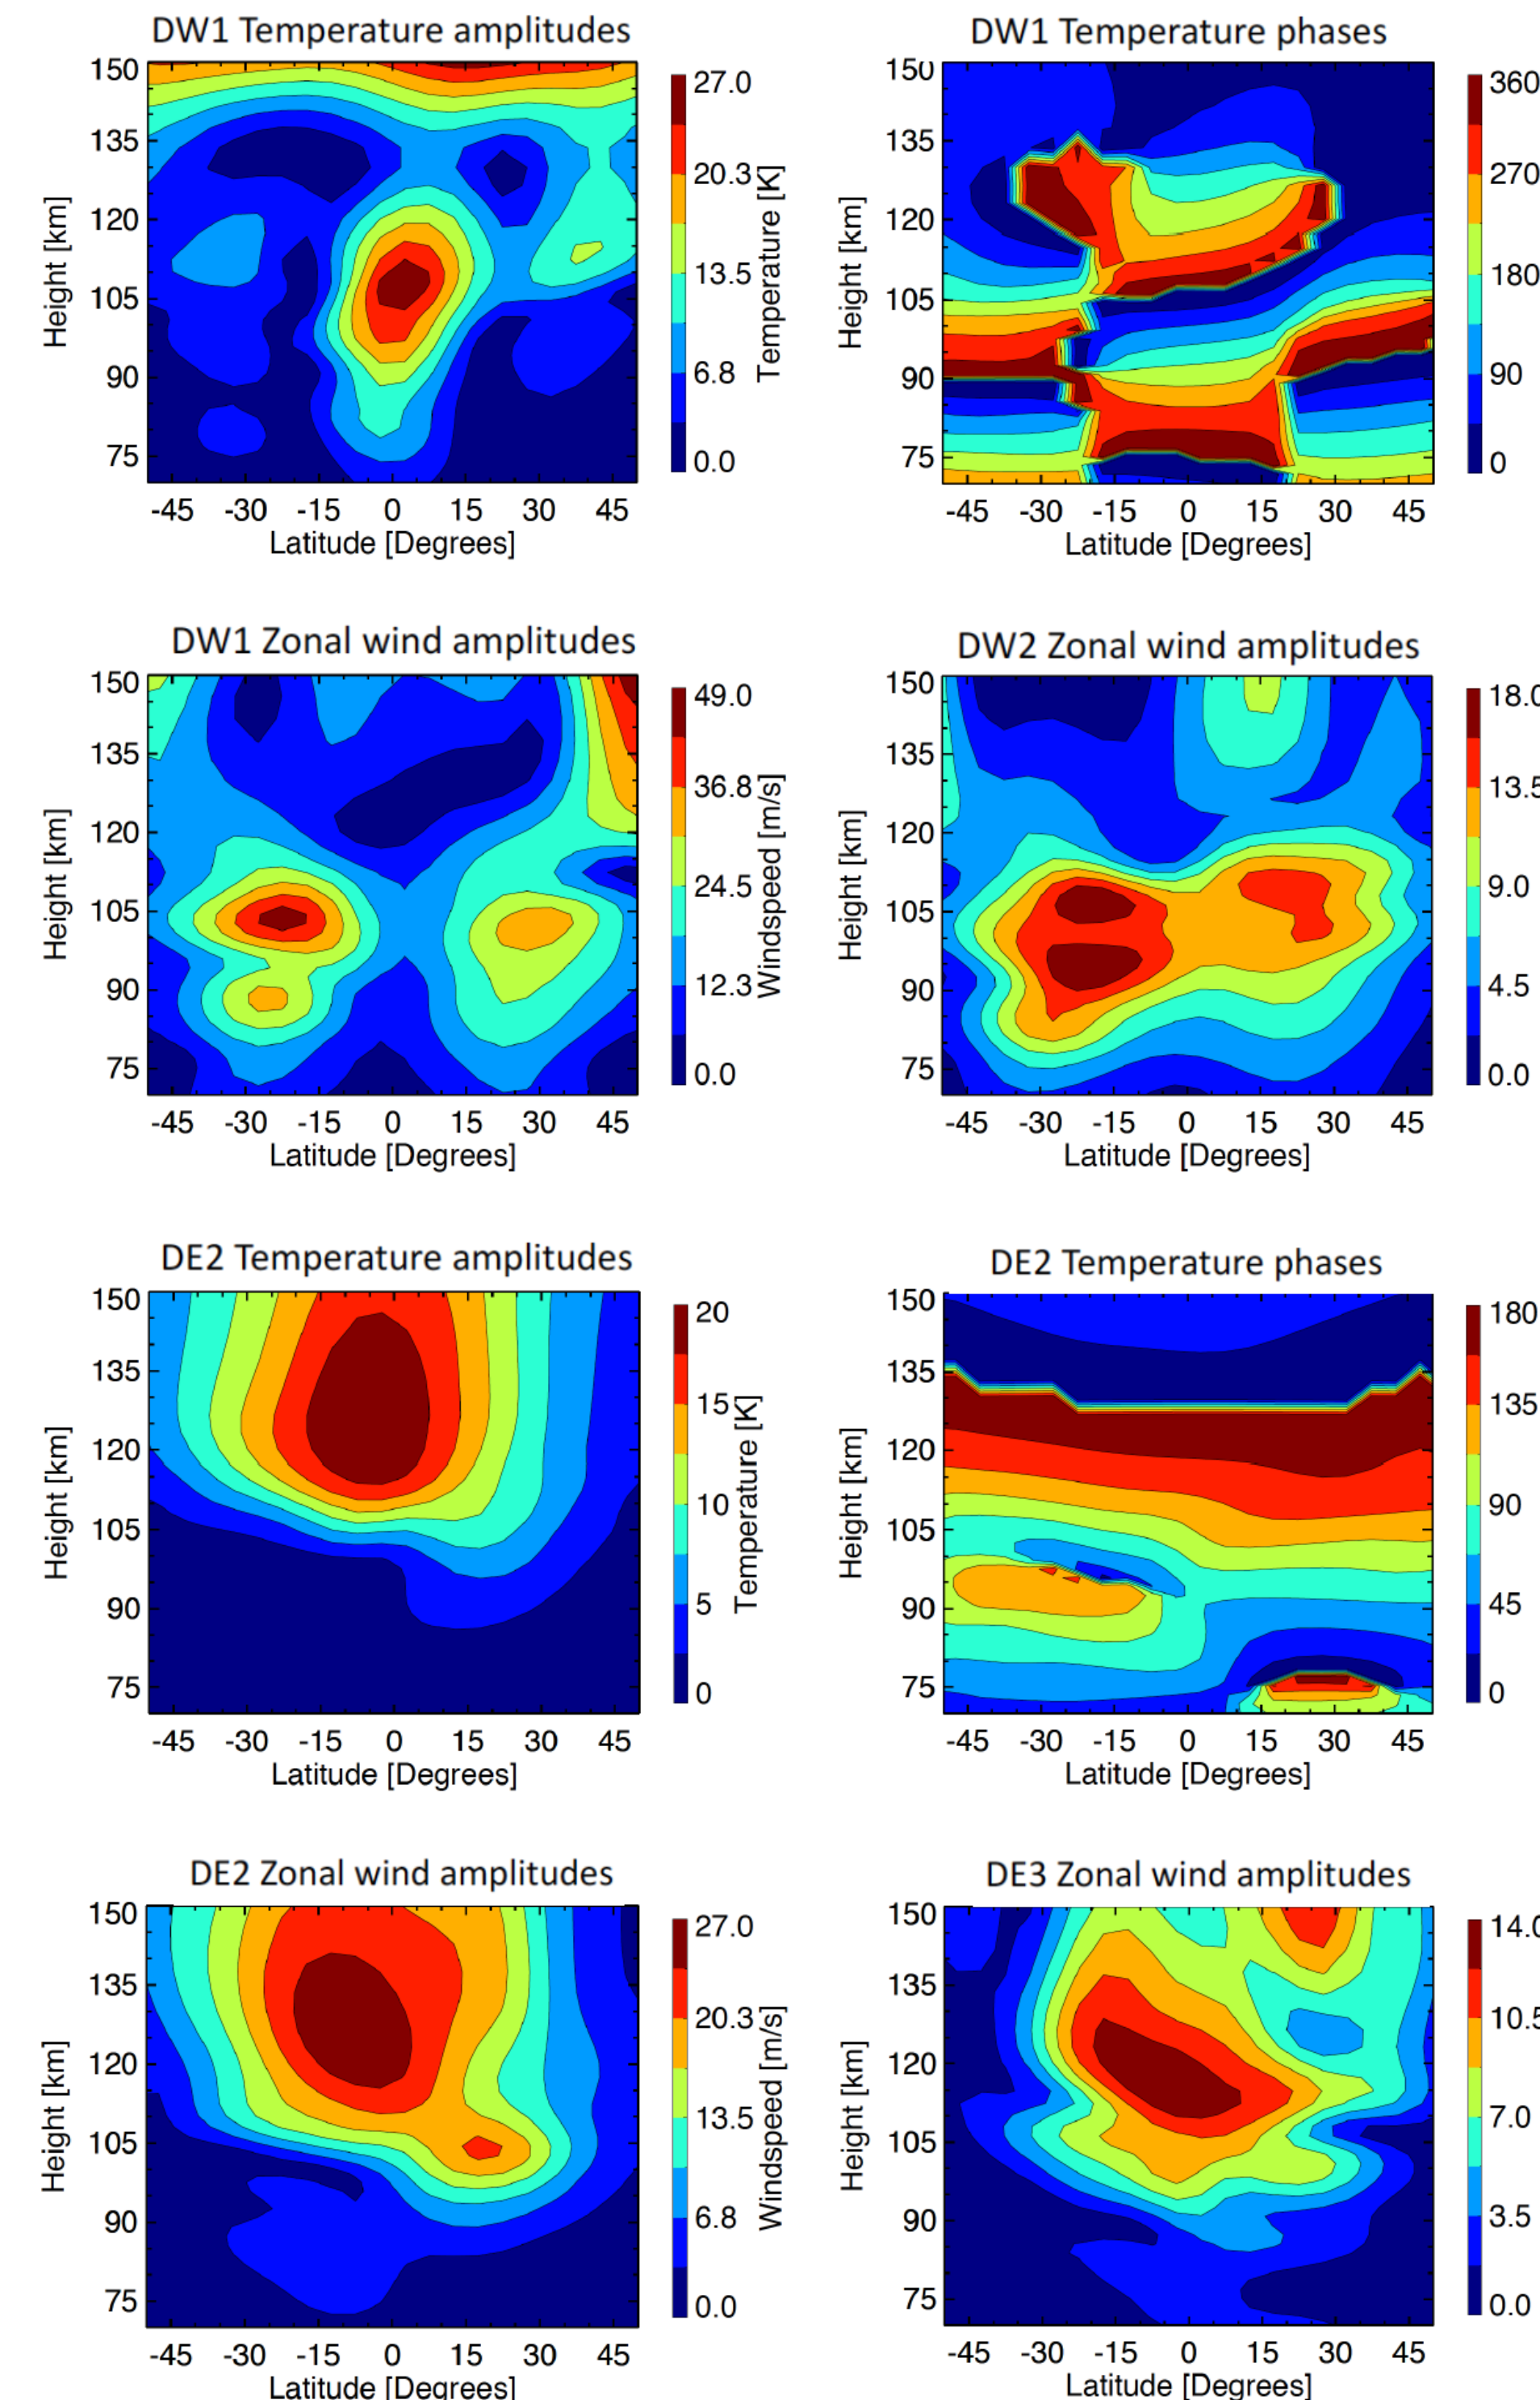 DW1 Temperature amplitudes
150
135
120
105
90
75
Height [km]
-45 -30 -15 0 15 30 45
Latitude [Degrees]
27.0
20.3
13.5
6.8
0.0
Temperature [K]
DW1 Temperature phases
150
135
120
105
90
75
Height [km]
-45 -30 -15 0 15 30 45
Latitude [Degrees]
360
270
180
90
0
DW1 Zonal wind amplitudes
150
135
120
105
90
75
Height [km]
-45 -30 -15 0 15 30 45
Latitude [Degrees]
49.0
36.8
24.5
12.3
0.0
Windspeed [m/s]
DW2 Zonal wind amplitudes
150
135
120
105
90
75
Height [km]
-45 -30 -15 0 15 30 45
Latitude [Degrees]
18.0
13.5
9.0
4.5
0.0
DE2 Temperature amplitudes
150
135
120
105
90
75
Height [km]
-45 -30 -15 0 15 30 45
Latitude [Degrees]
20
15
10
5
0
Temperature [K]
DE2 Temperature phases
150
135
120
105
90
75
Height [km]
-45 -30 -15 0 15 30 45
Latitude [Degrees]
180
135
90
45
0
DE2 Zonal wind amplitudes
150
135
120
105
90
75
Height [km]
-45 -30 -15 0 15 30 45
Latitude [Degrees]
27.0
20.3
13.5
6.8
0.0
Windspeed [m/s]
DE3 Zonal wind amplitudes
150
135
120
105
90
75
Height [km]
-45 -30 -15 0 15 30 45
Latitude [Degrees]
14.0
10.5
7.0
3.5
0.0